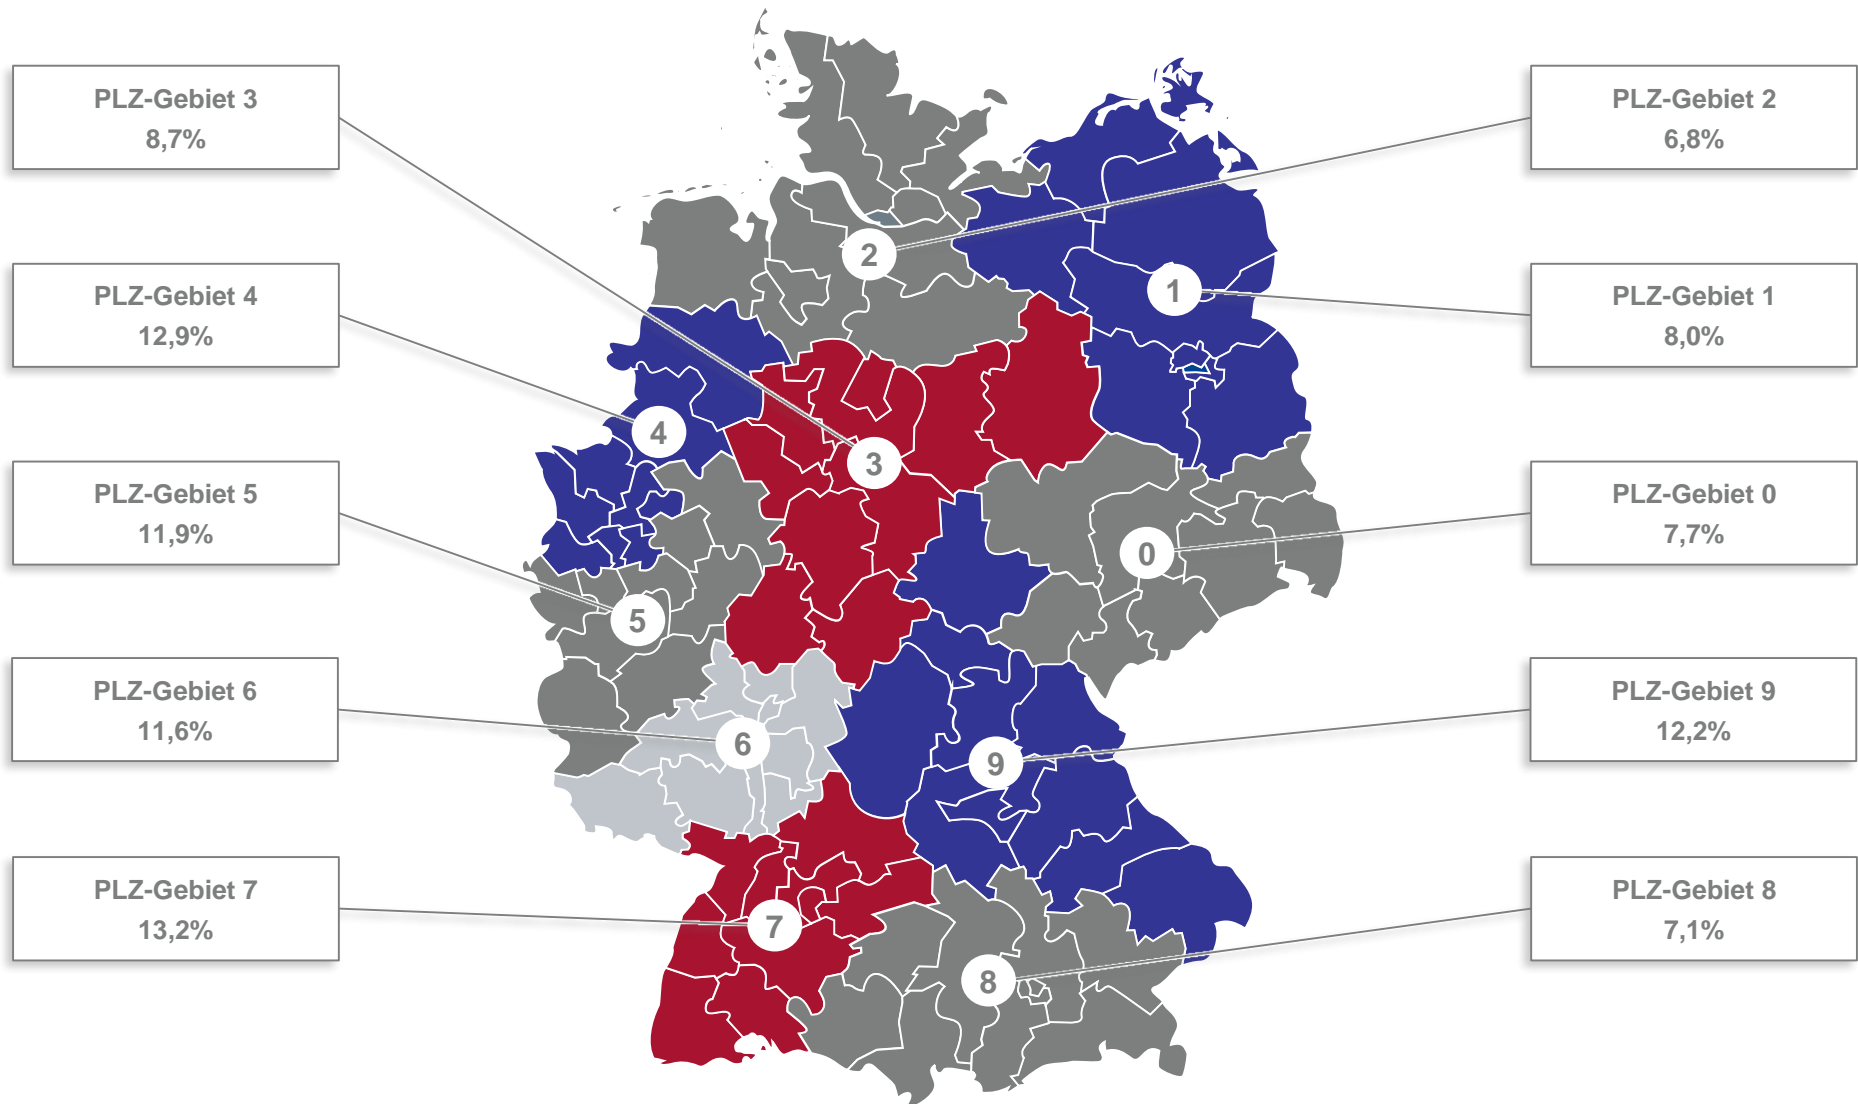 PLZ-Gebiet 3
8,7%
PLZ-Gebiet 4
12,9%
PLZ-Gebiet 5
11,9%
PLZ-Gebiet 6
11,6%
PLZ-Gebiet 7
13,2%
2
1
4
3
0
5
6
9
7
8
PLZ-Gebiet 2
6,8%
PLZ-Gebiet 1
8,0%
PLZ-Gebiet 0
7,7%
PLZ-Gebiet 9
12,2%
PLZ-Gebiet 8
7,1%